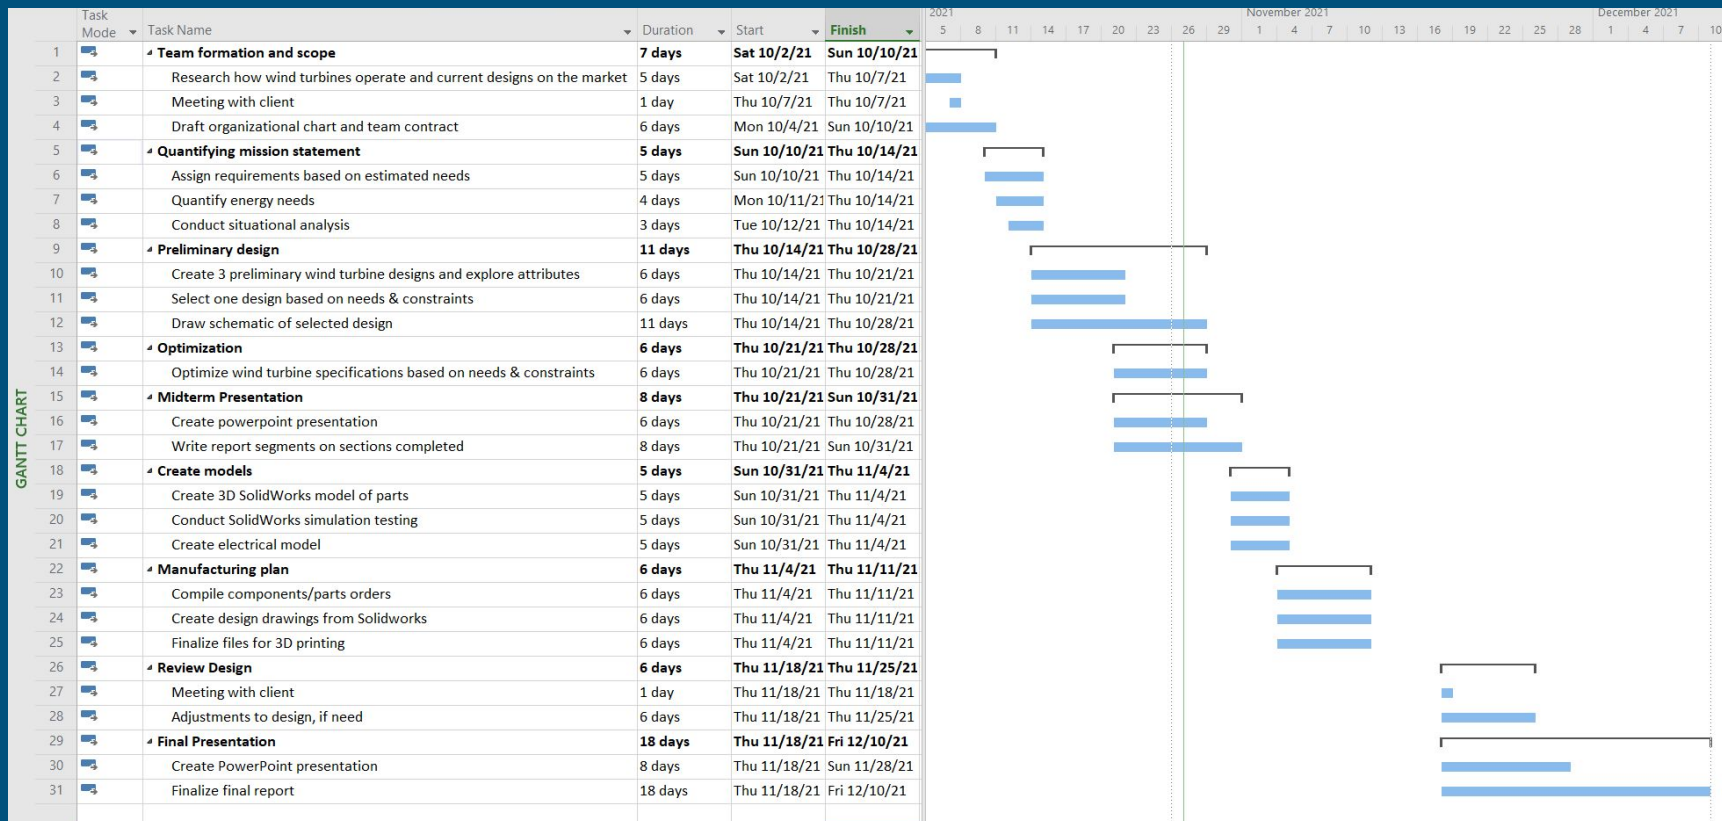 Task Mode Task Name Duration Start Finish
2021 November 2021 December 2021
5 8 11 14 17 20 23 26 29 1 4 7 10 13 16 19 22 25 28 1 4 7 10
1 Team formation and scope 7 days Sat 10/2/21 Sun 10/10/21
2 Research how wind turbines operate and current designs on the market 5 days Sat 10/2/21 Thu 10/7/21
3 Meeting with client 1 day Thu 10/7/21 Thu 10/7/21
4 Draft organizational chart and team contract 6 days Mon 10/4/21 Sun 10/10/21
5 Quantifying mission statement 5 days Sun 10/10/21 Thu 10/14/21
6 Assign requirements based on estimated needs 5 days Sun 10/10/21 Thu 10/14/21
7 Quantify energy needs 4 days Mon 10/11/21 Thu 10/14/21
8 Conduct situational analysis 3 days Tue 10/12/21 Thu 10/14/21
9 Preliminary design 11 days Thu 10/14/21 Thu 10/28/21
10 Create 3 preliminary wind turbine designs and explore attributes 6 days Thu 10/14/21 Thu 10/21/21
11 Select one design based on needs & constraints 6 days Thu 10/14/21 Thu 10/21/21
12 Draw schematic of selected design 11 days Thu 10/14/21 Thu 10/28/21
13 Optimization 6 days Thu 10/21/21 Thu 10/28/21
14 Optimize wind turbine specifications based on needs & constraints 6 days Thu 10/21/21 Thu 10/28/21
15 Midterm Presentation 8 days Thu 10/21/21 Sun 10/31/21
16 Create powerpoint presentation 6 days Thu 10/21/21 Thu 10/28/21
17 Write report segments on sections completed 8 days Thu 10/21/21 Sun 10/31/21
18 Create models 5 days Sun 10/31/21 Thu 11/4/21
19 Create 3D SolidWorks model of parts 5 days Sun 10/31/21 Thu 11/4/21
20 Conduct SolidWorks simulation testing 5 days Sun 10/31/21 Thu 11/4/21
21 Create electrical model 5 days Sun 10/31/21 Thu 11/4/21
22 Manufacturing plan 6 days Thu 11/4/21 Thu 11/11/21
23 Compile components/parts orders 6 days Thu 11/4/21 Thu 11/11/21
24 Create design drawings from Solidworks 6 days Thu 11/4/21 Thu 11/11/21
25 Finalize files for 3D printing 6 days Thu 11/4/21 Thu 11/11/21
26 Review Design 6 days Thu 11/18/21 Thu 11/25/21
27 Meeting with client 1 day Thu 11/18/21 Thu 11/18/21
28 Adjustments to design, if need 6 days Thu 11/18/21 Thu 11/25/21
29 Final Presentation 18 days Thu 11/18/21 Fri 12/10/21
30 Create PowerPoint presentation 8 days Thu 11/18/21 Sun 11/28/21
31 Finalize final report 18 days Thu 11/18/21 Fri 12/10/21
GANTT CHART